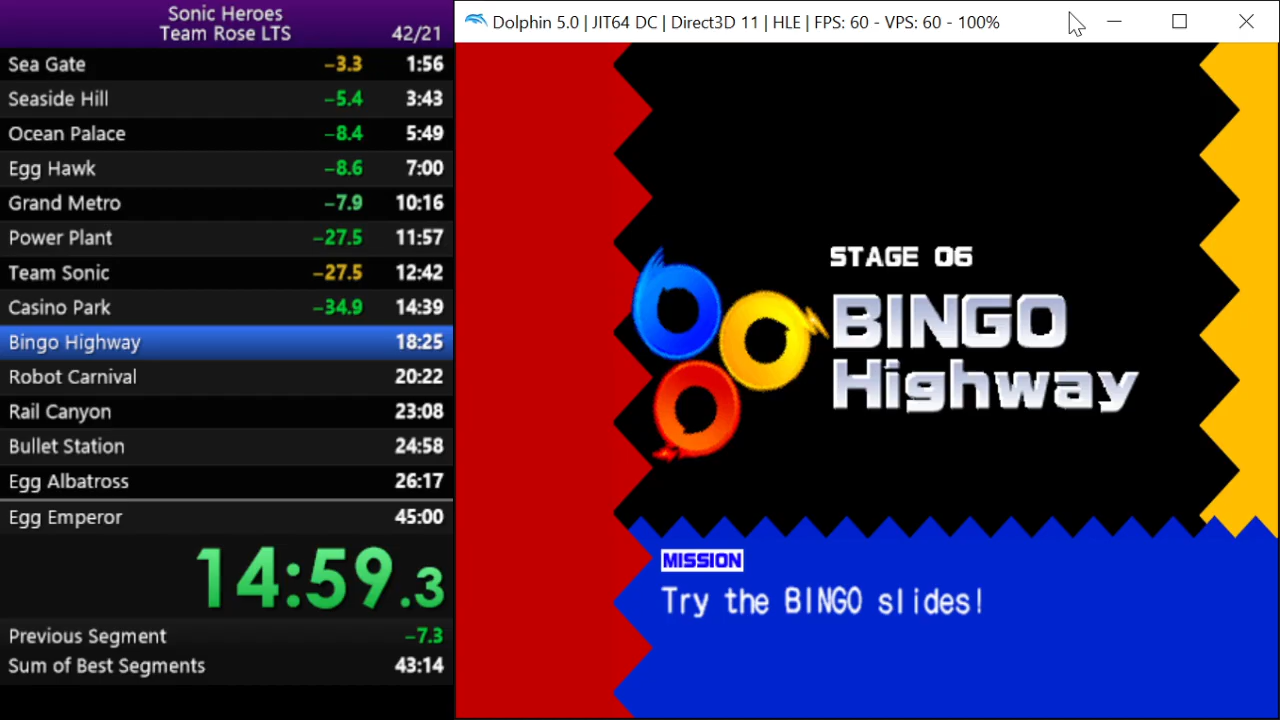 Sonic Heroes
Team Rose LTS 42/21
Sea Gate −3.3 1:56
Seaside Hill −5.4 3:43
Ocean Palace −8.4 5:49
Egg Hawk −8.6 7:00
Grand Metro −7.9 10:16
Power Plant −27.5 11:57
Team Sonic −27.5 12:42
Casino Park −34.9 14:39
Bingo Highway 18:25
Robot Carnival 20:22
Rail Canyon 23:08
Bullet Station 24:58
Egg Albatross 26:17
Egg Emperor 45:00
14:59.3
Previous Segment −7.3
Sum of Best Segments 43:14
Dolphin 5.0 | JIT64 DC | Direct3D 11 | HLE | FPS: 60 - VPS: 60 - 100%
STAGE 06
BINGO
Highway
MISSION
Try the BINGO slides!